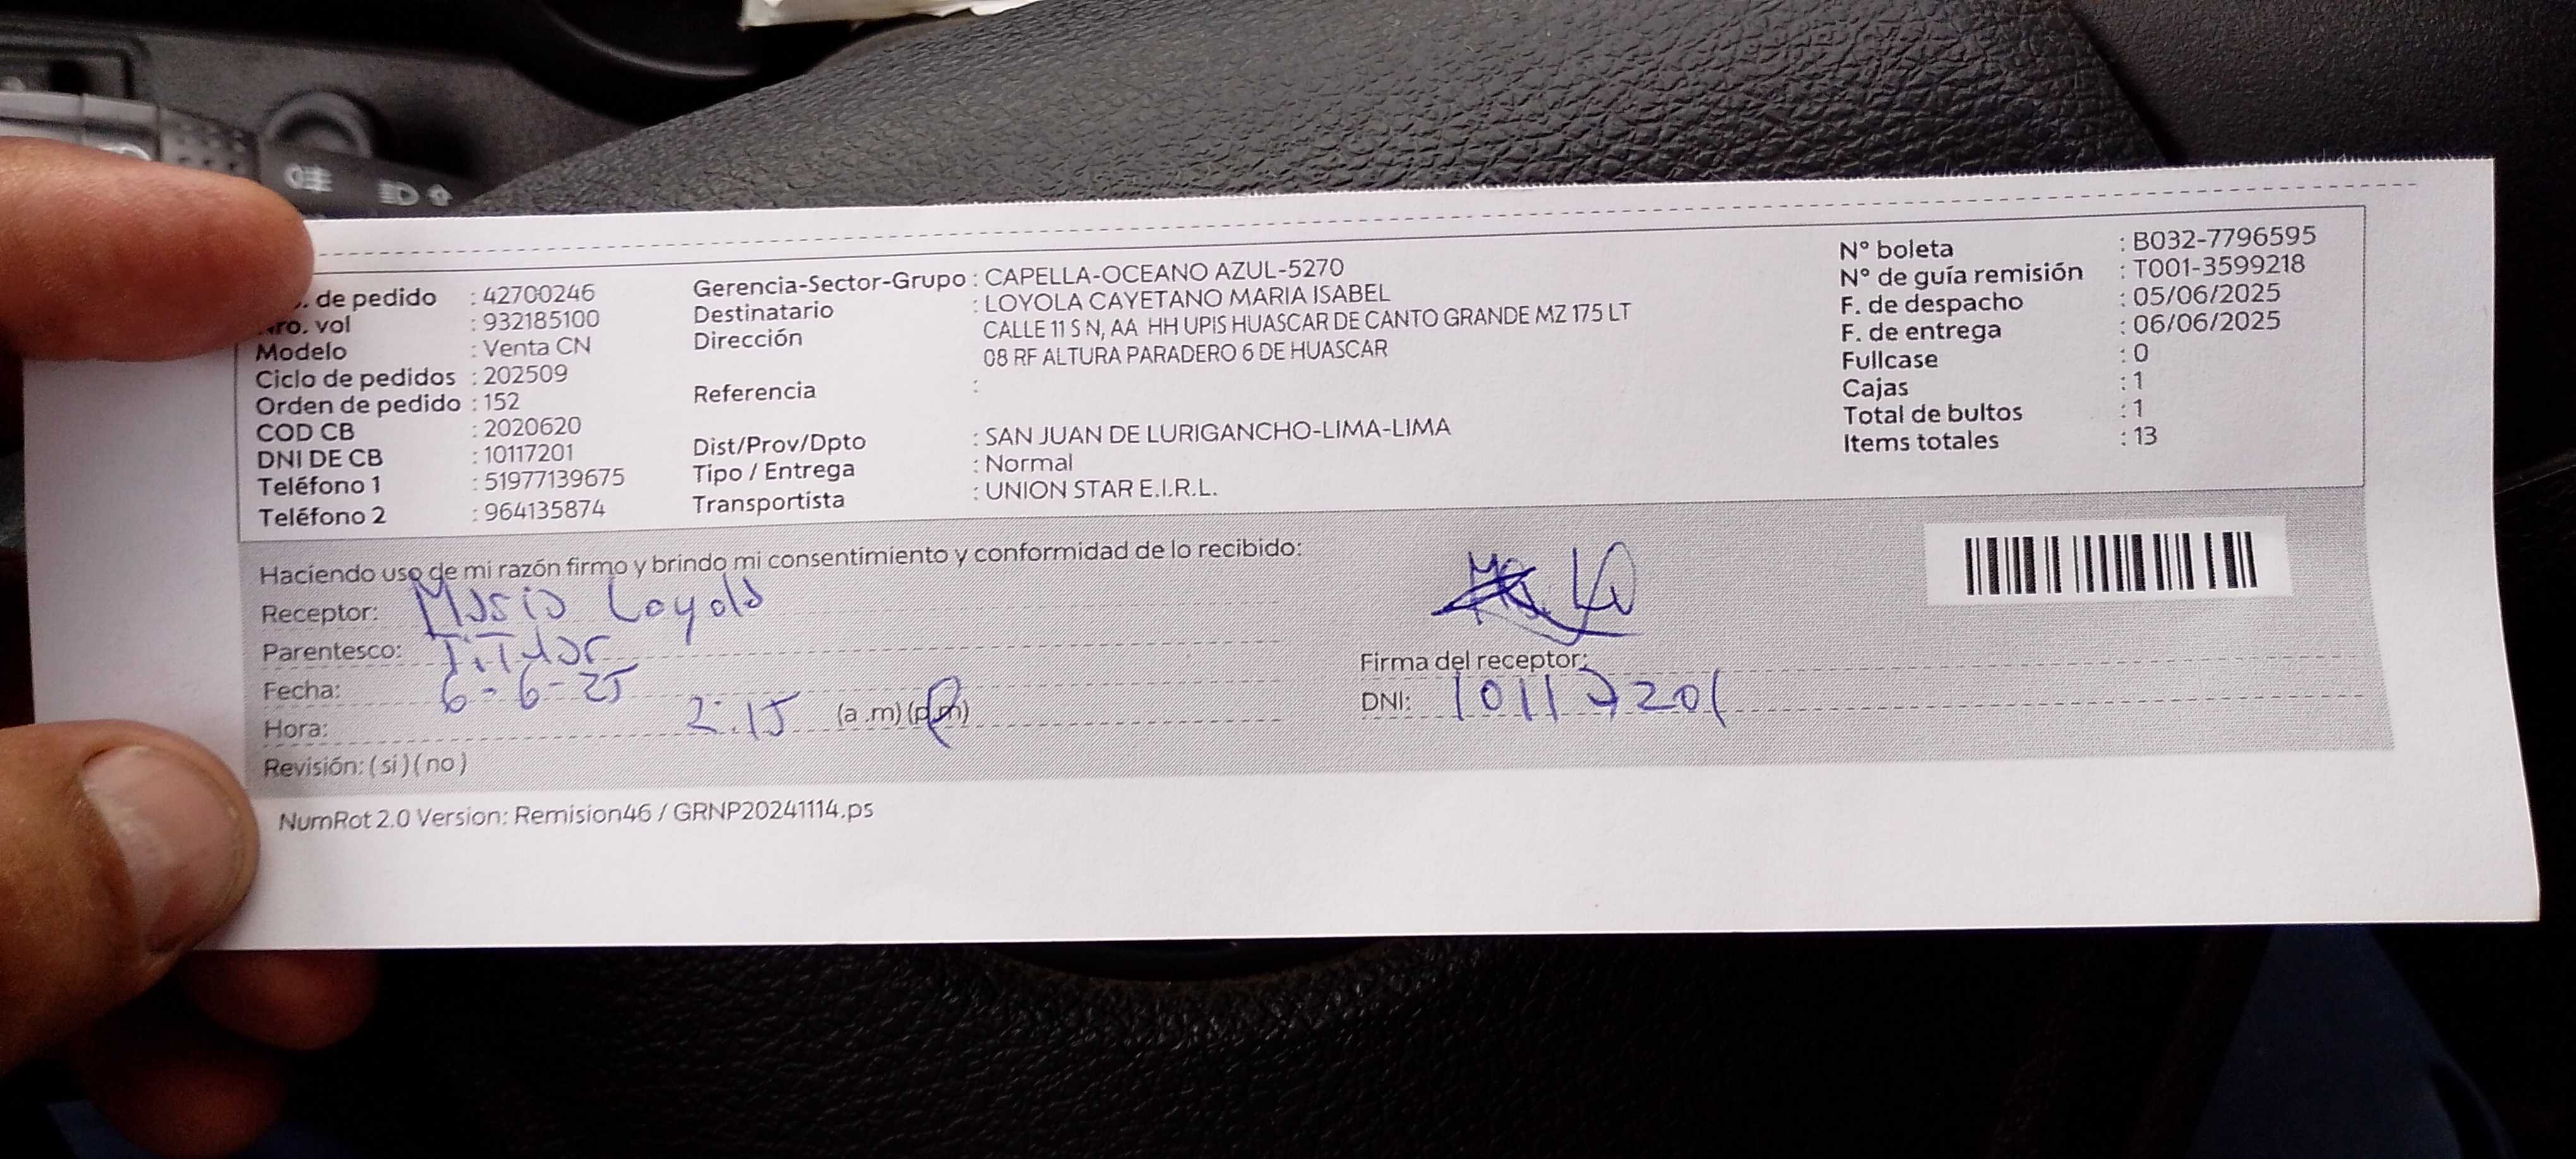 . de pedido : 42700246
Nro. vol : 932185100
Modelo : Venta CN
Ciclo de pedidos : 202509
Orden de pedido : 152
COD CB : 2020620
DNI DE CB : 10117201
Teléfono 1 : 51977139675
Teléfono 2 : 964135874
Gerencia-Sector-Grupo : CAPELLA-OCEANO AZUL-5270
Destinatario : LOYOLA CAYETANO MARIA ISABEL
Dirección CALLE 11 S N, AA HH UPIS HUASCAR DE CANTO GRANDE MZ 175 LT
08 RF ALTURA PARADERO 6 DE HUASCAR
Referencia :
Dist/Prov/Dpto : SAN JUAN DE LURIGANCHO-LIMA-LIMA
Tipo / Entrega : Normal
Transportista : UNION STAR E.I.R.L.
N° boleta : B032-7796595
N° de guía remisión : T001-3599218
F. de despacho : 05/06/2025
F. de entrega : 06/06/2025
Fullcase : 0
Cajas : 1
Total de bultos : 1
Items totales : 13
Haciendo uso de mi razón firmo y brindo mi consentimiento y conformidad de lo recibido:
Receptor: Maria Loyola
Parentesco: Titular
Fecha: 6-6-25
Hora: 2:15 (a .m) (p.m)
Revisión: ( si ) ( no )
Firma del receptor:
DNI: 10117201
NumRot 2.0 Version: Remision46 / GRNP20241114.ps